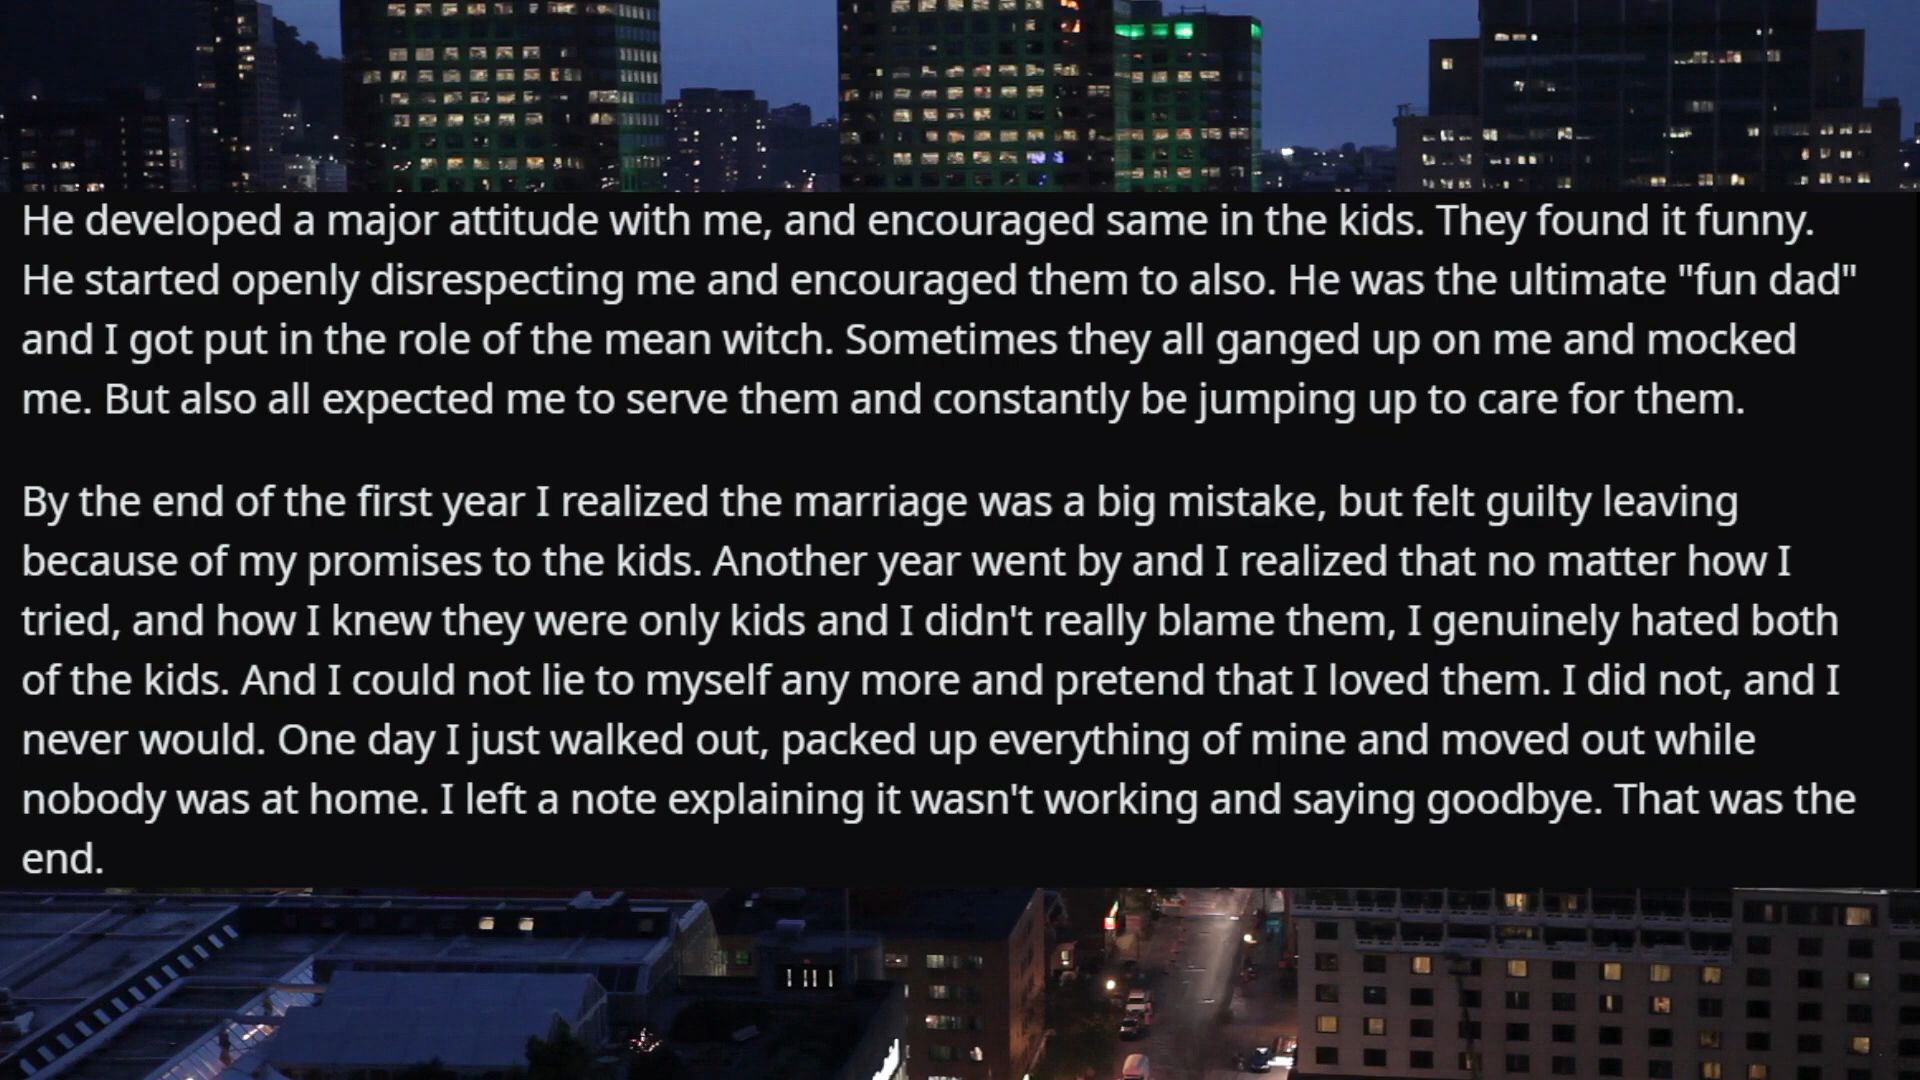 He developed a major attitude with me, and encouraged same in the kids. They found it funny.
He started openly disrespecting me and encouraged them to also. He was the ultimate "fun dad"
and I got put in the role of the mean witch. Sometimes they all ganged up on me and mocked
me. But also all expected me to serve them and constantly be jumping up to care for them.
By the end of the first year I realized the marriage was a big mistake, but felt guilty leaving
because of my promises to the kids. Another year went by and I realized that no matter how I
tried, and how I knew they were only kids and I didn't really blame them, I genuinely hated both
of the kids. And I could not lie to myself any more and pretend that I loved them. I did not, and I
never would. One day I just walked out, packed up everything of mine and moved out while
nobody was at home. I left a note explaining it wasn't working and saying goodbye. That was the
end.